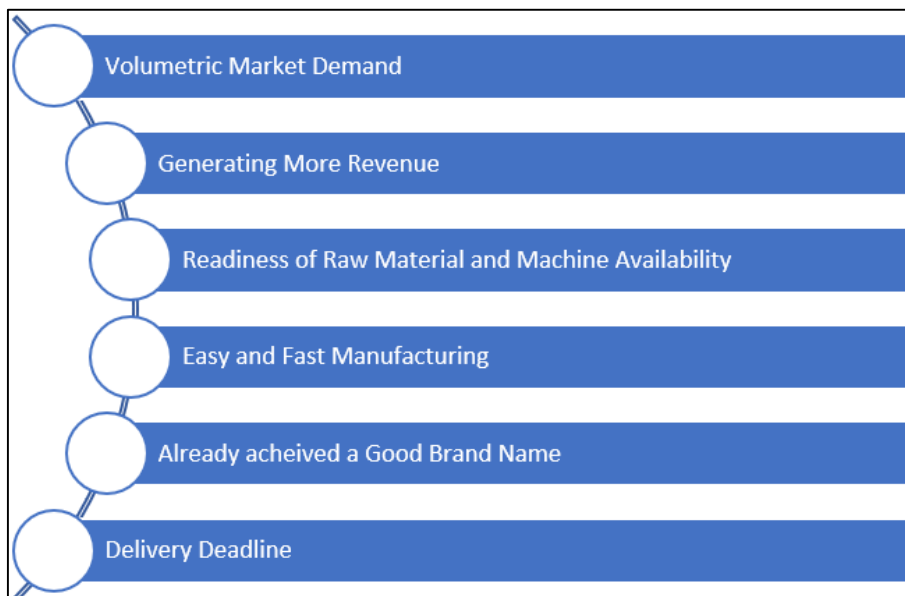 Volumetric Market Demand
Generating More Revenue
Readiness of Raw Material and Machine Availability
Easy and Fast Manufacturing
Already acheived a Good Brand Name
Delivery Deadline